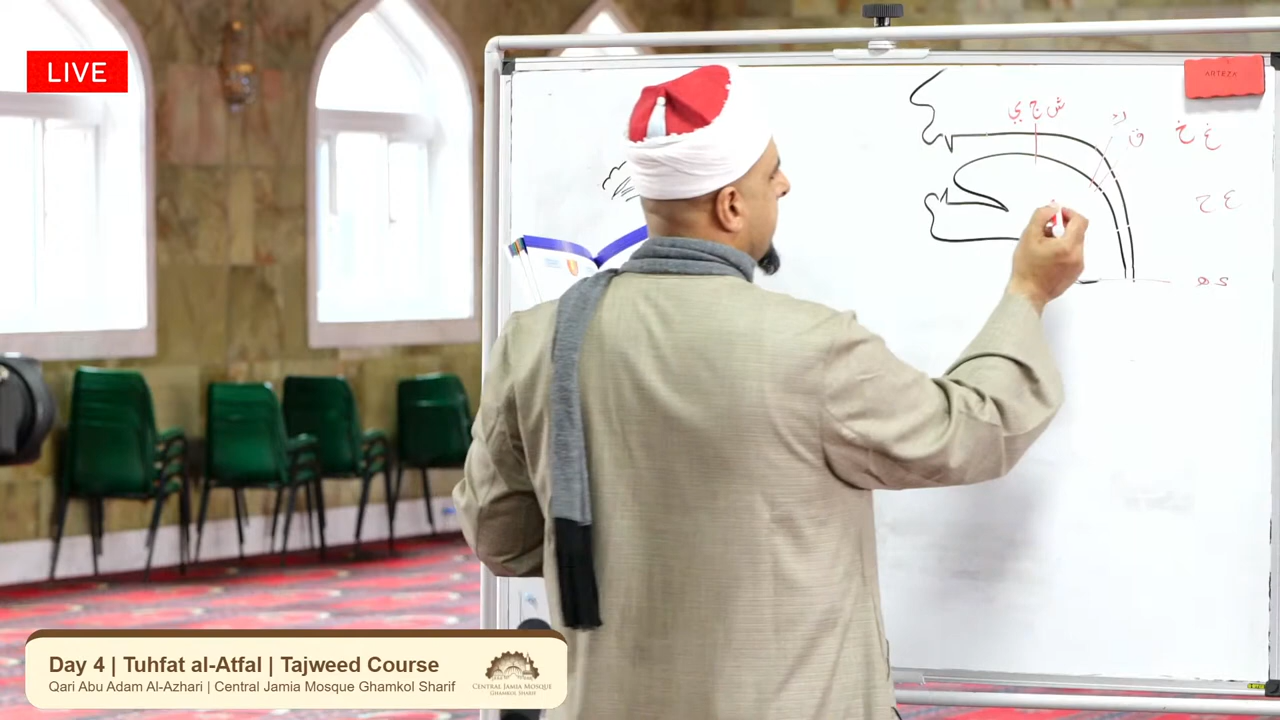 LIVE
ARTEZA
ش ج ي
ك
ق
غ خ
ع ح
ء ه
Day 4 | Tuhfat al-Atfal | Tajweed Course
Qari Abu Adam Al-Azhari | Central Jamia Mosque Ghamkol Sharif
CENTRAL JAMIA MOSQUE
GHAMKOL SHARIF